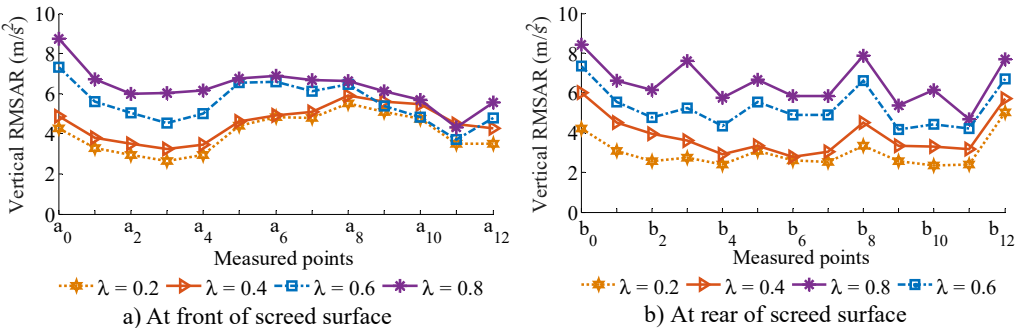 Vertical RMSAR (m/s²)
10
8
6
4
2
0
a₀ a₂ a₄ a₆ a₈ a₁₀ a₁₂
Measured points
λ = 0.2 λ = 0.4 λ = 0.6 λ = 0.8
a) At front of screed surface
Vertical RMSAR (m/s²)
10
8
6
4
2
0
b₀ b₂ b₄ b₆ b₈ b₁₀ b₁₂
Measured points
λ = 0.2 λ = 0.4 λ = 0.8 λ = 0.6
b) At rear of screed surface